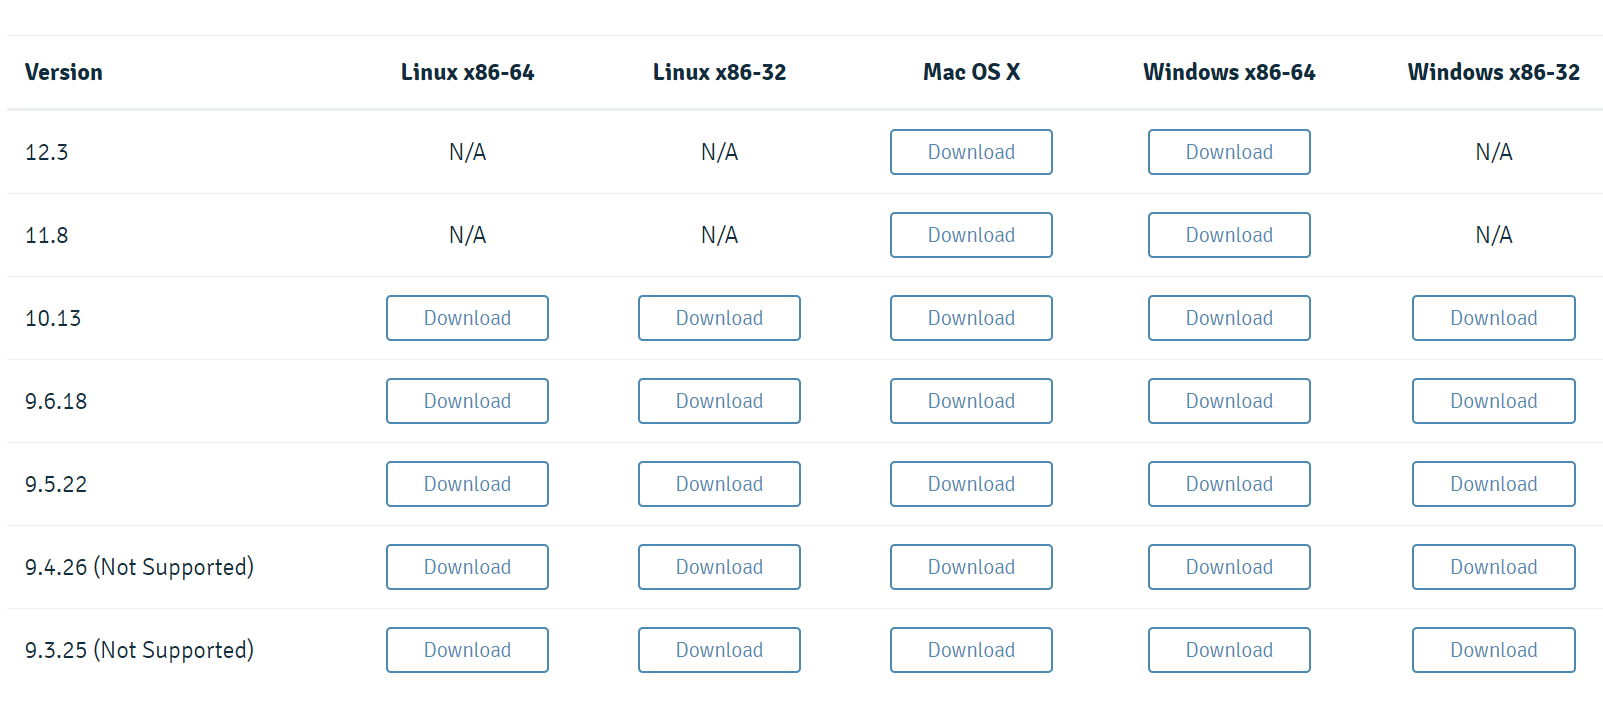 Version Linux x86-64 Linux x86-32 Mac OS X Windows x86-64 Windows x86-32
12.3 N/A N/A Download Download N/A
11.8 N/A N/A Download Download N/A
10.13 Download Download Download Download Download
9.6.18 Download Download Download Download Download
9.5.22 Download Download Download Download Download
9.4.26 (Not Supported) Download Download Download Download Download
9.3.25 (Not Supported) Download Download Download Download Download